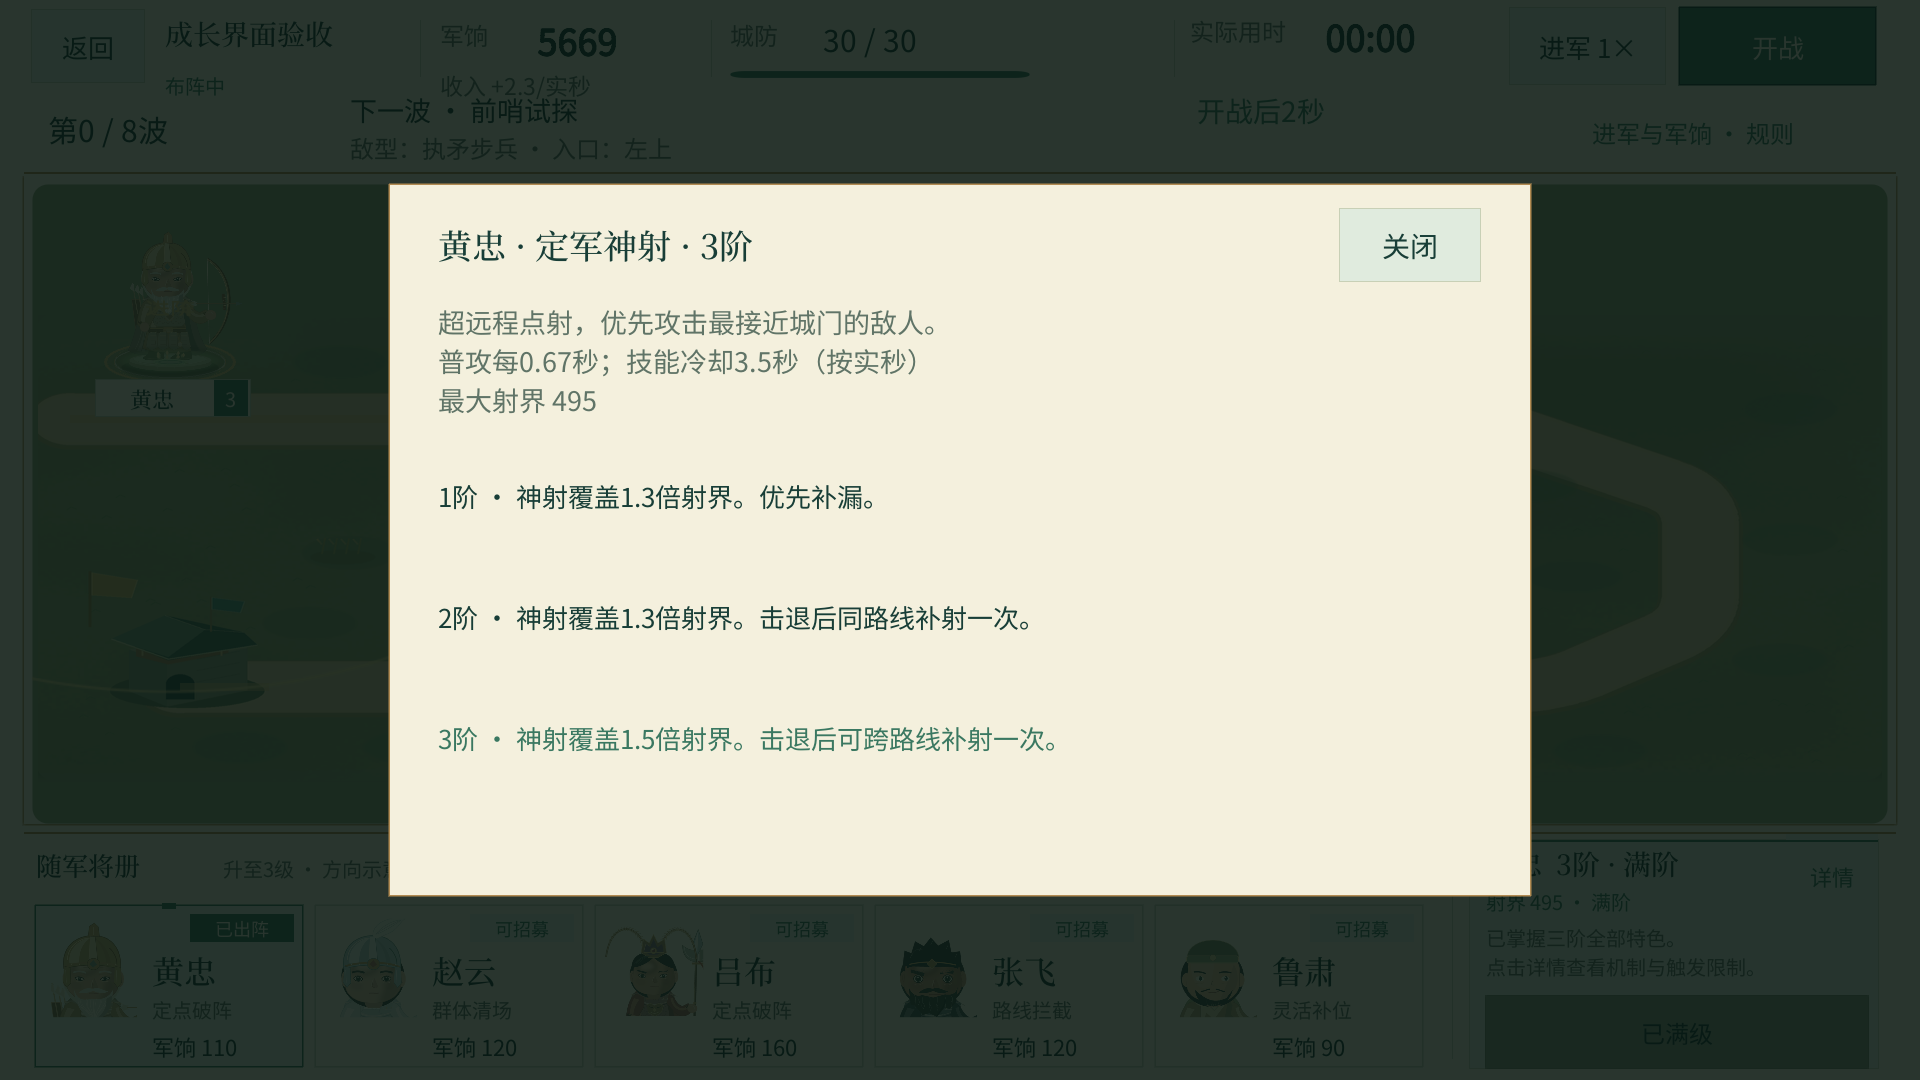 返回
成长界面验收
布阵中
军饷 5669
收入 +2.3/实秒
城防 30 / 30
实际用时 00:00
进军 1×
开战
第0 / 8波
下一波 · 前哨试探
敌型：执矛步兵 · 入口：左上
开战后2秒
进军与军饷 · 规则
黄忠 3
黄忠 · 定军神射 · 3阶
关闭
超远程点射，优先攻击最接近城门的敌人。
普攻每0.67秒；技能冷却3.5秒（按实秒）
最大射界 495
1阶 · 神射覆盖1.3倍射界。优先补漏。
2阶 · 神射覆盖1.3倍射界。击退后同路线补射一次。
3阶 · 神射覆盖1.5倍射界。击退后可跨路线补射一次。
随军将册
升至3级 · 方向示
已出阵
黄忠
定点破阵
军饷 110
可招募
赵云
群体清场
军饷 120
可招募
吕布
定点破阵
军饷 160
可招募
张飞
路线拦截
军饷 120
可招募
鲁肃
灵活补位
军饷 90
3阶 · 满阶
详情
射界 495 · 满阶
已掌握三阶全部特色。
点击详情查看机制与触发限制。
已满级